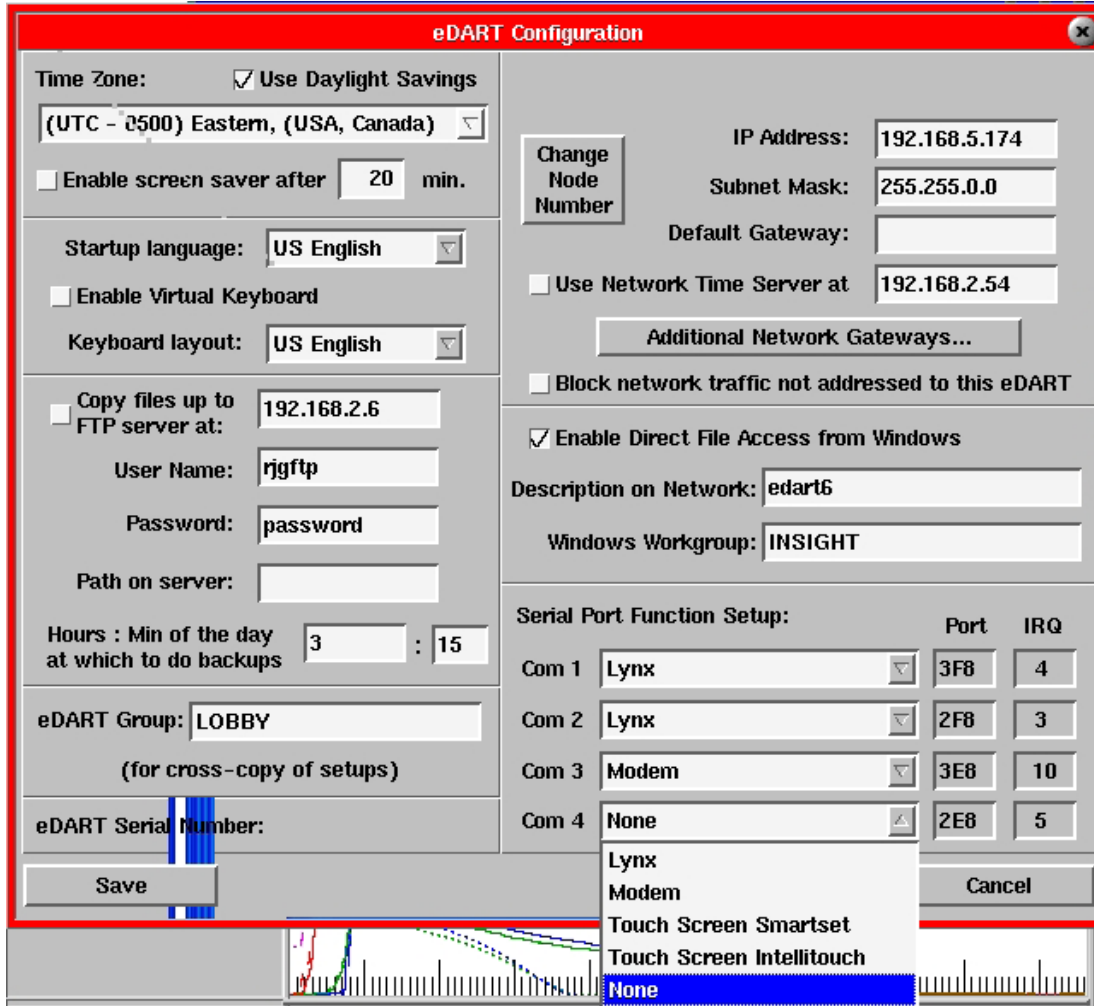 eDART Configuration
Time Zone:
Use Daylight Savings
(UTC - 0500) Eastern, (USA, Canada)
Enable screen saver after 20 min.
Startup language: US English
Enable Virtual Keyboard
Keyboard layout: US English
Copy files up to
FTP server at:
192.168.2.6
User Name: rjgftp
Password: password
Path on server:
Hours : Min of the day
at which to do backups
3 : 15
eDART Group: LOBBY
(for cross-copy of setups)
eDART Serial Number:
Save
Change
Node
Number
IP Address: 192.168.5.174
Subnet Mask: 255.255.0.0
Default Gateway:
Use Network Time Server at 192.168.2.54
Additional Network Gateways...
Block network traffic not addressed to this eDART
Enable Direct File Access from Windows
Description on Network: edart6
Windows Workgroup: INSIGHT
Serial Port Function Setup:
Port IRQ
Com 1 Lynx 3F8 4
Com 2 Lynx 2F8 3
Com 3 Modem 3E8 10
Com 4 None 2E8 5
Lynx
Modem
Touch Screen Smartset
Touch Screen Intellitouch
None
Cancel